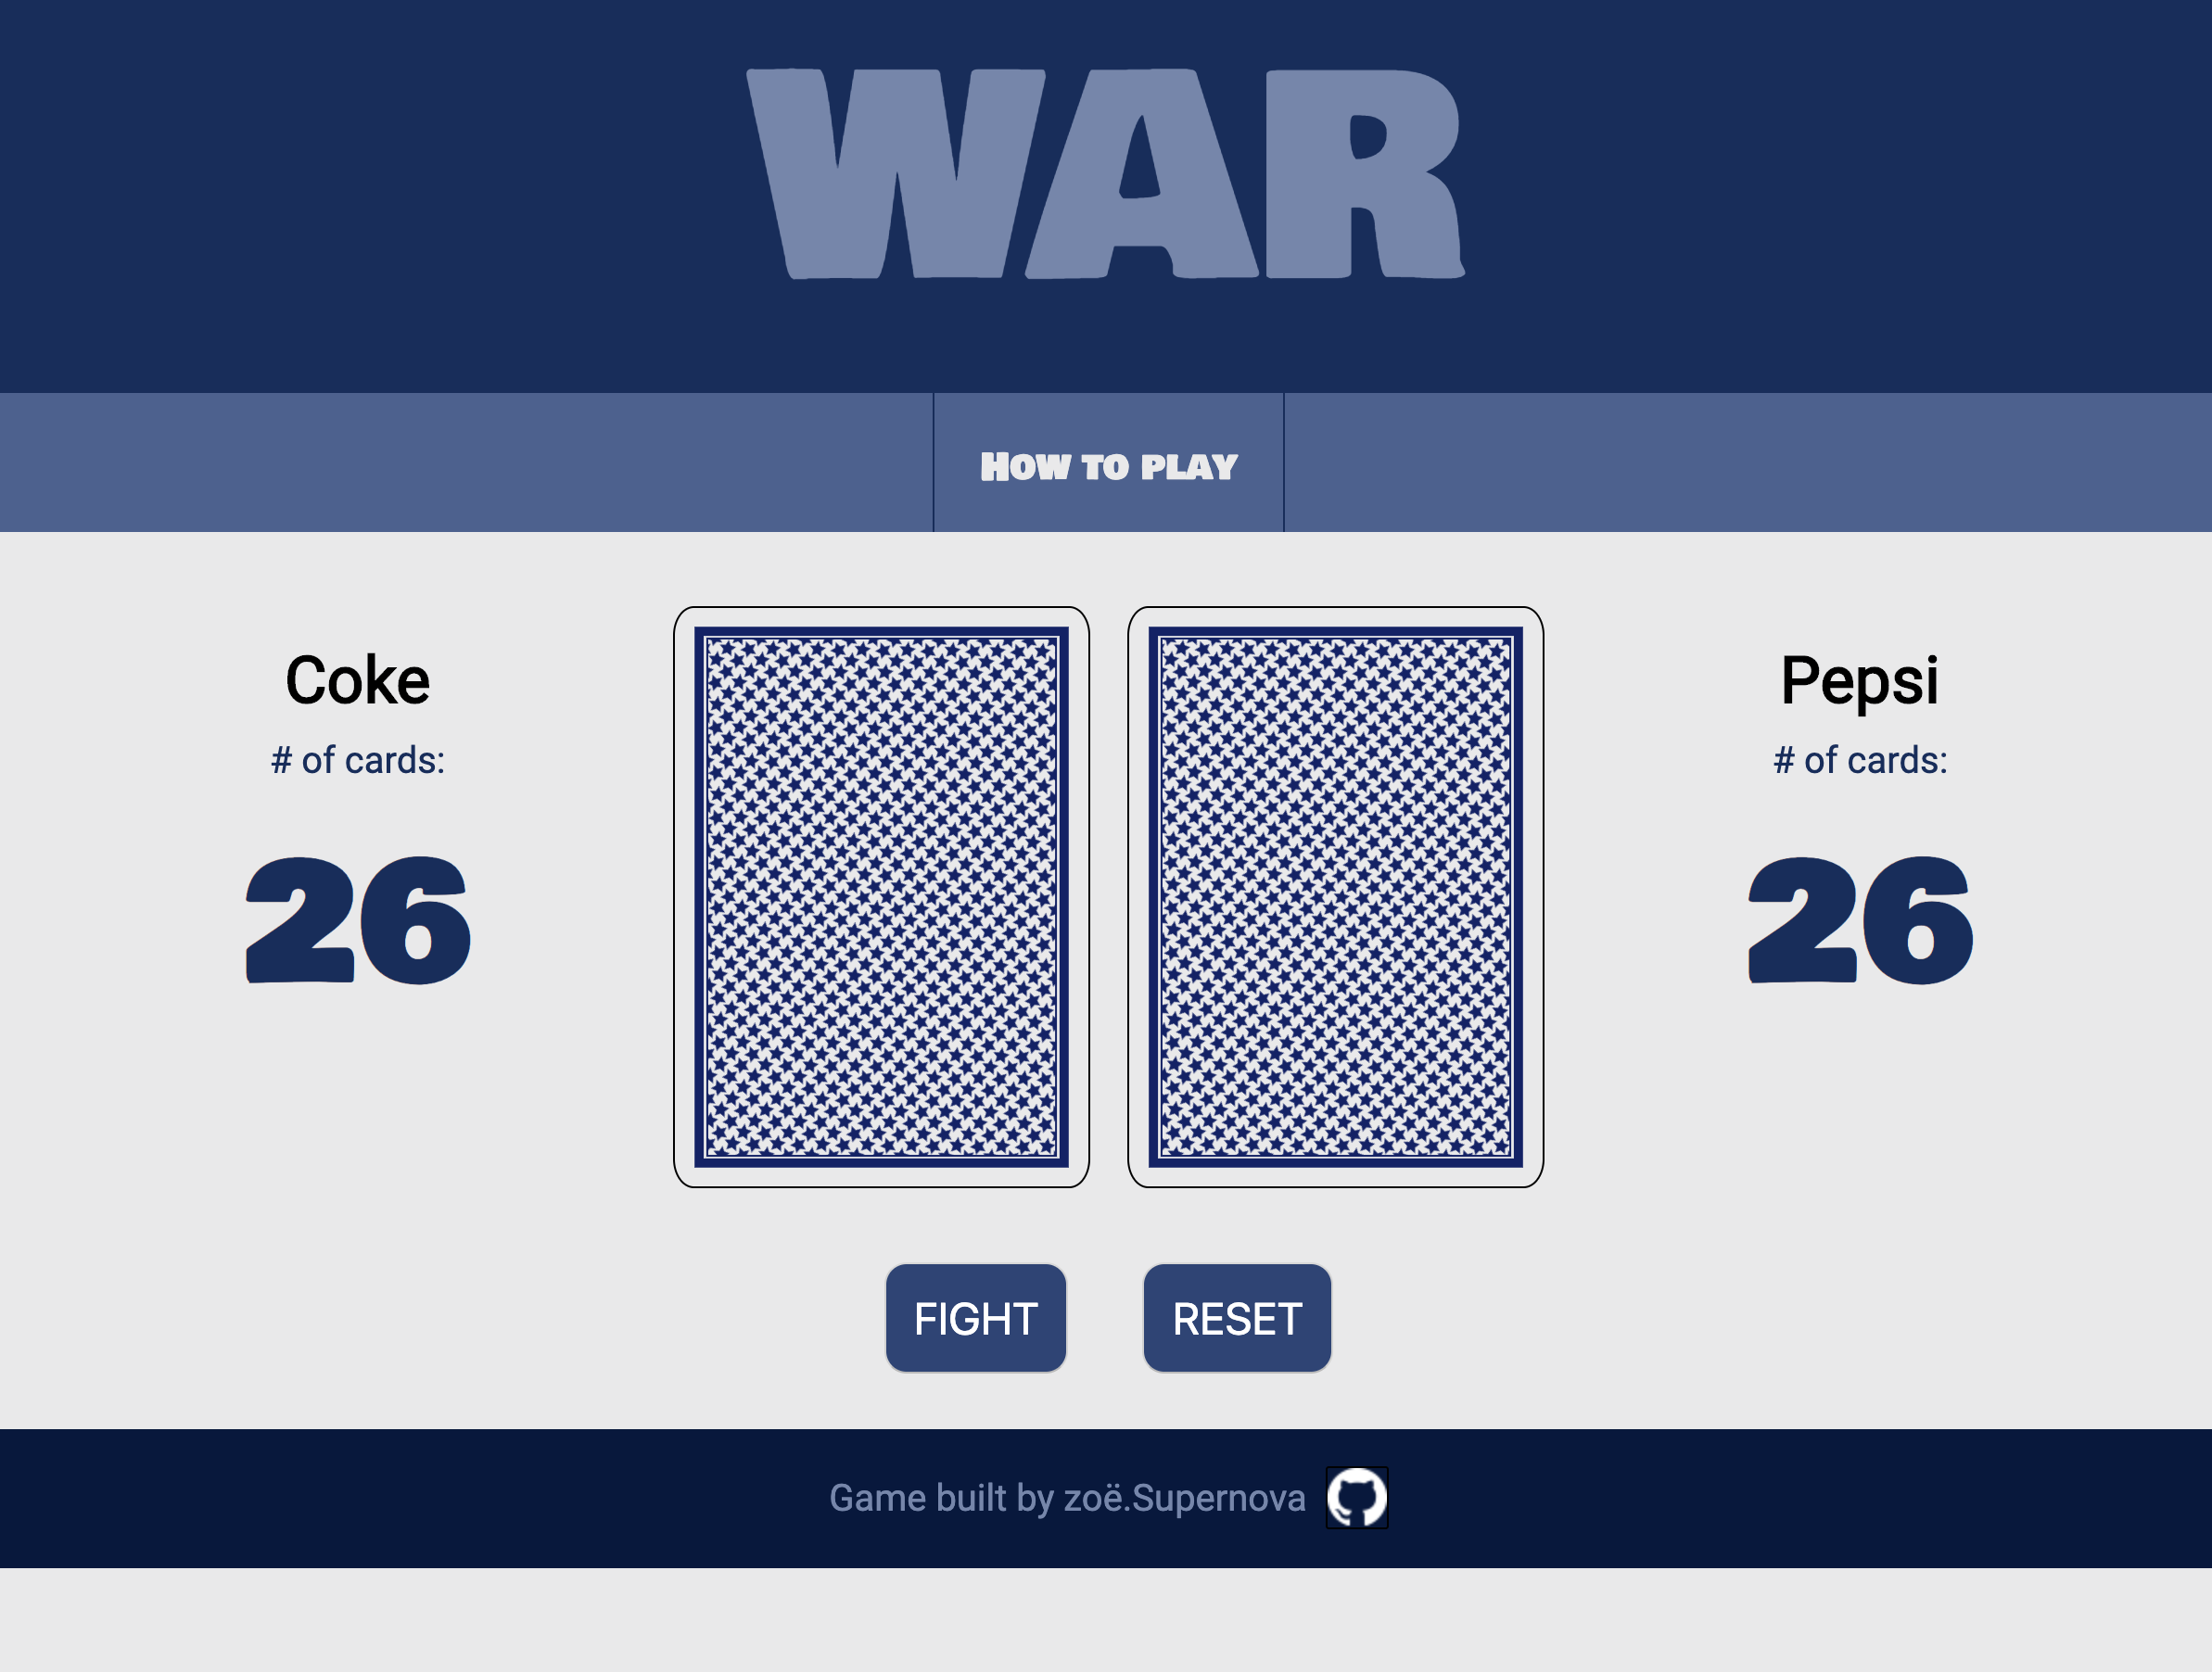 WAR
How to play
Coke
# of cards:
26
Pepsi
# of cards:
26
FIGHT
RESET
Game built by zoë.Supernova